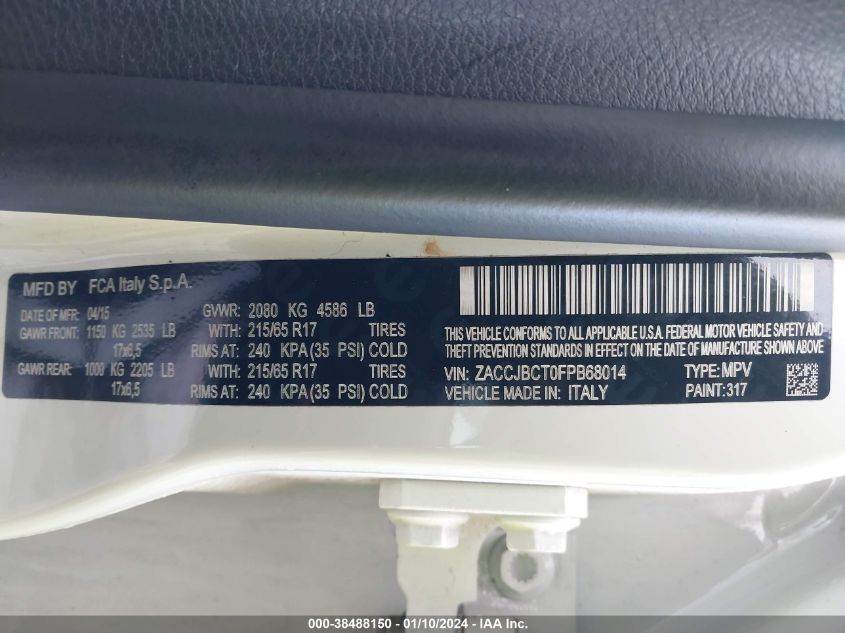 MFD BY FCA Italy S.p.A.
DATE OF MFR: 04/15 GVWR: 2080 KG 4586 LB
GAWR FRONT: 1150 KG 2535 LB WITH: 215/65 R17 TIRES
17x6,5 RIMS AT: 240 KPA(35 PSI) COLD
GAWR REAR: 1000 KG 2205 LB WITH: 215/65 R17 TIRES
17x6,5 RIMS AT: 240 KPA(35 PSI) COLD
THIS VEHICLE CONFORMS TO ALL APPLICABLE U.S.A. FEDERAL MOTOR VEHICLE SAFETY AND
THEFT PREVENTION STANDARDS IN EFFECT ON THE DATE OF MANUFACTURE SHOWN ABOVE.
VIN: ZACCJBCT0FPB68014 TYPE: MPV
VEHICLE MADE IN: ITALY PAINT: 317
000-38488150 — 01/10/2024 — IAA Inc.